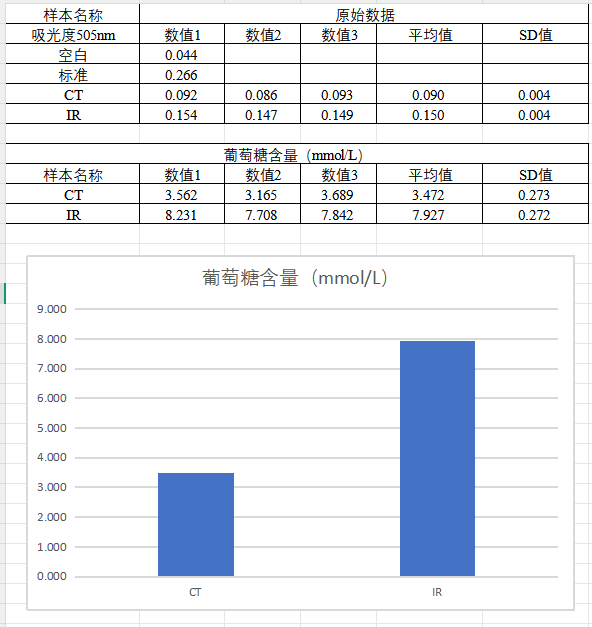 样本名称 原始数据
吸光度505nm 数值1 数值2 数值3 平均值 SD值
空白 0.044
标准 0.266
CT 0.092 0.086 0.093 0.090 0.004
IR 0.154 0.147 0.149 0.150 0.004
葡萄糖含量（mmol/L）
样本名称 数值1 数值2 数值3 平均值 SD值
CT 3.562 3.165 3.689 3.472 0.273
IR 8.231 7.708 7.842 7.927 0.272
葡萄糖含量（mmol/L）
9.000
8.000
7.000
6.000
5.000
4.000
3.000
2.000
1.000
0.000
CT IR